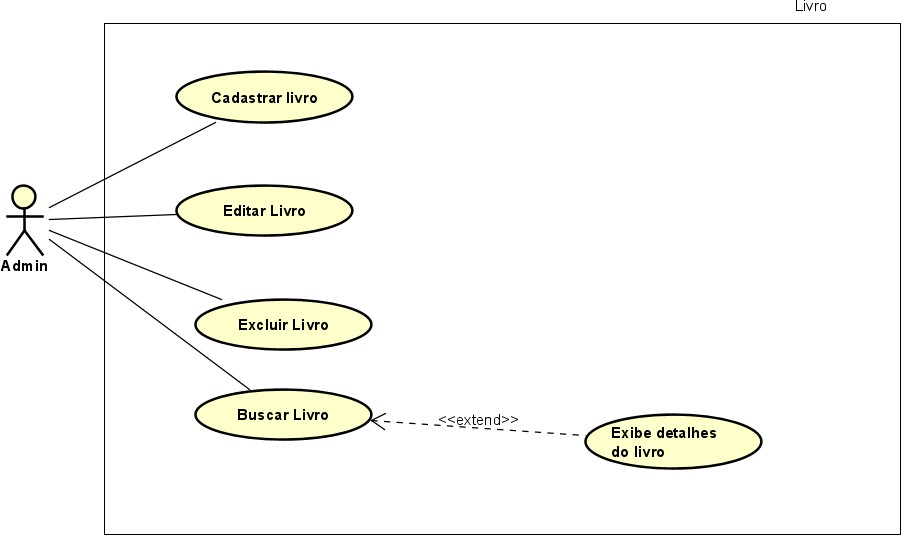 Livro
Cadastrar livro
Editar Livro
Admin
Excluir Livro
Buscar Livro
<<extend>>
Exibe detalhes
do livro